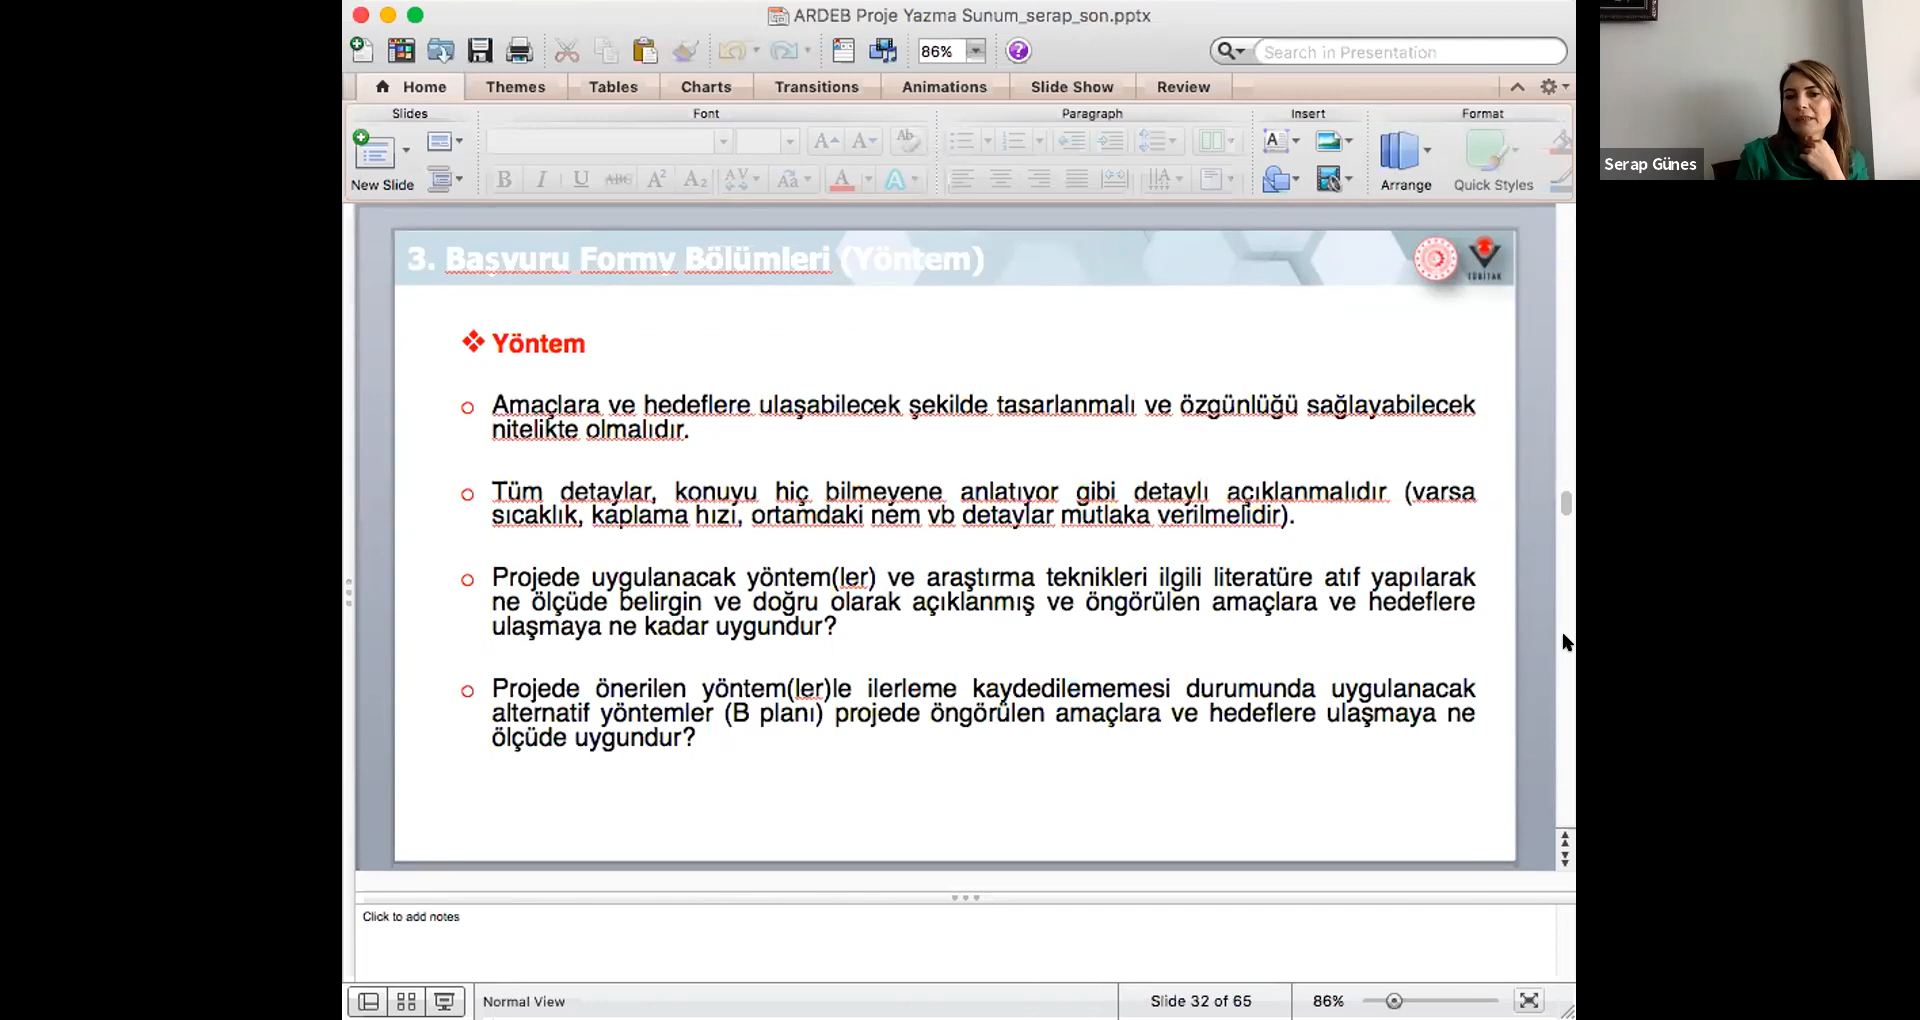 ARDEB Proje Yazma Sunum_serap_son.pptx
86%
Search in Presentation
Home
Themes
Tables
Charts
Transitions
Animations
Slide Show
Review
Slides
Font
Paragraph
Insert
Format
New Slide
Arrange
Quick Styles
Serap Günes
3. Başvuru Formy Bölümleri (Yöntem)
TÜBİTAK
Yöntem
Amaçlara ve hedeflere ulaşabilecek şekilde tasarlanmalı ve özgünlüğü sağlayabilecek
nitelikte olmalıdır.
Tüm detaylar, konuyu hiç bilmeyene anlatıyor gibi detaylı açıklanmalıdır (varsa
sıcaklık, kaplama hızı, ortamdaki nem vb detaylar mutlaka verilmelidir).
Projede uygulanacak yöntem(ler) ve araştırma teknikleri ilgili literatüre atıf yapılarak
ne ölçüde belirgin ve doğru olarak açıklanmış ve öngörülen amaçlara ve hedeflere
ulaşmaya ne kadar uygundur?
Projede önerilen yöntem(ler)le ilerleme kaydedilememesi durumunda uygulanacak
alternatif yöntemler (B planı) projede öngörülen amaçlara ve hedeflere ulaşmaya ne
ölçüde uygundur?
Click to add notes
Normal View
Slide 32 of 65
86%